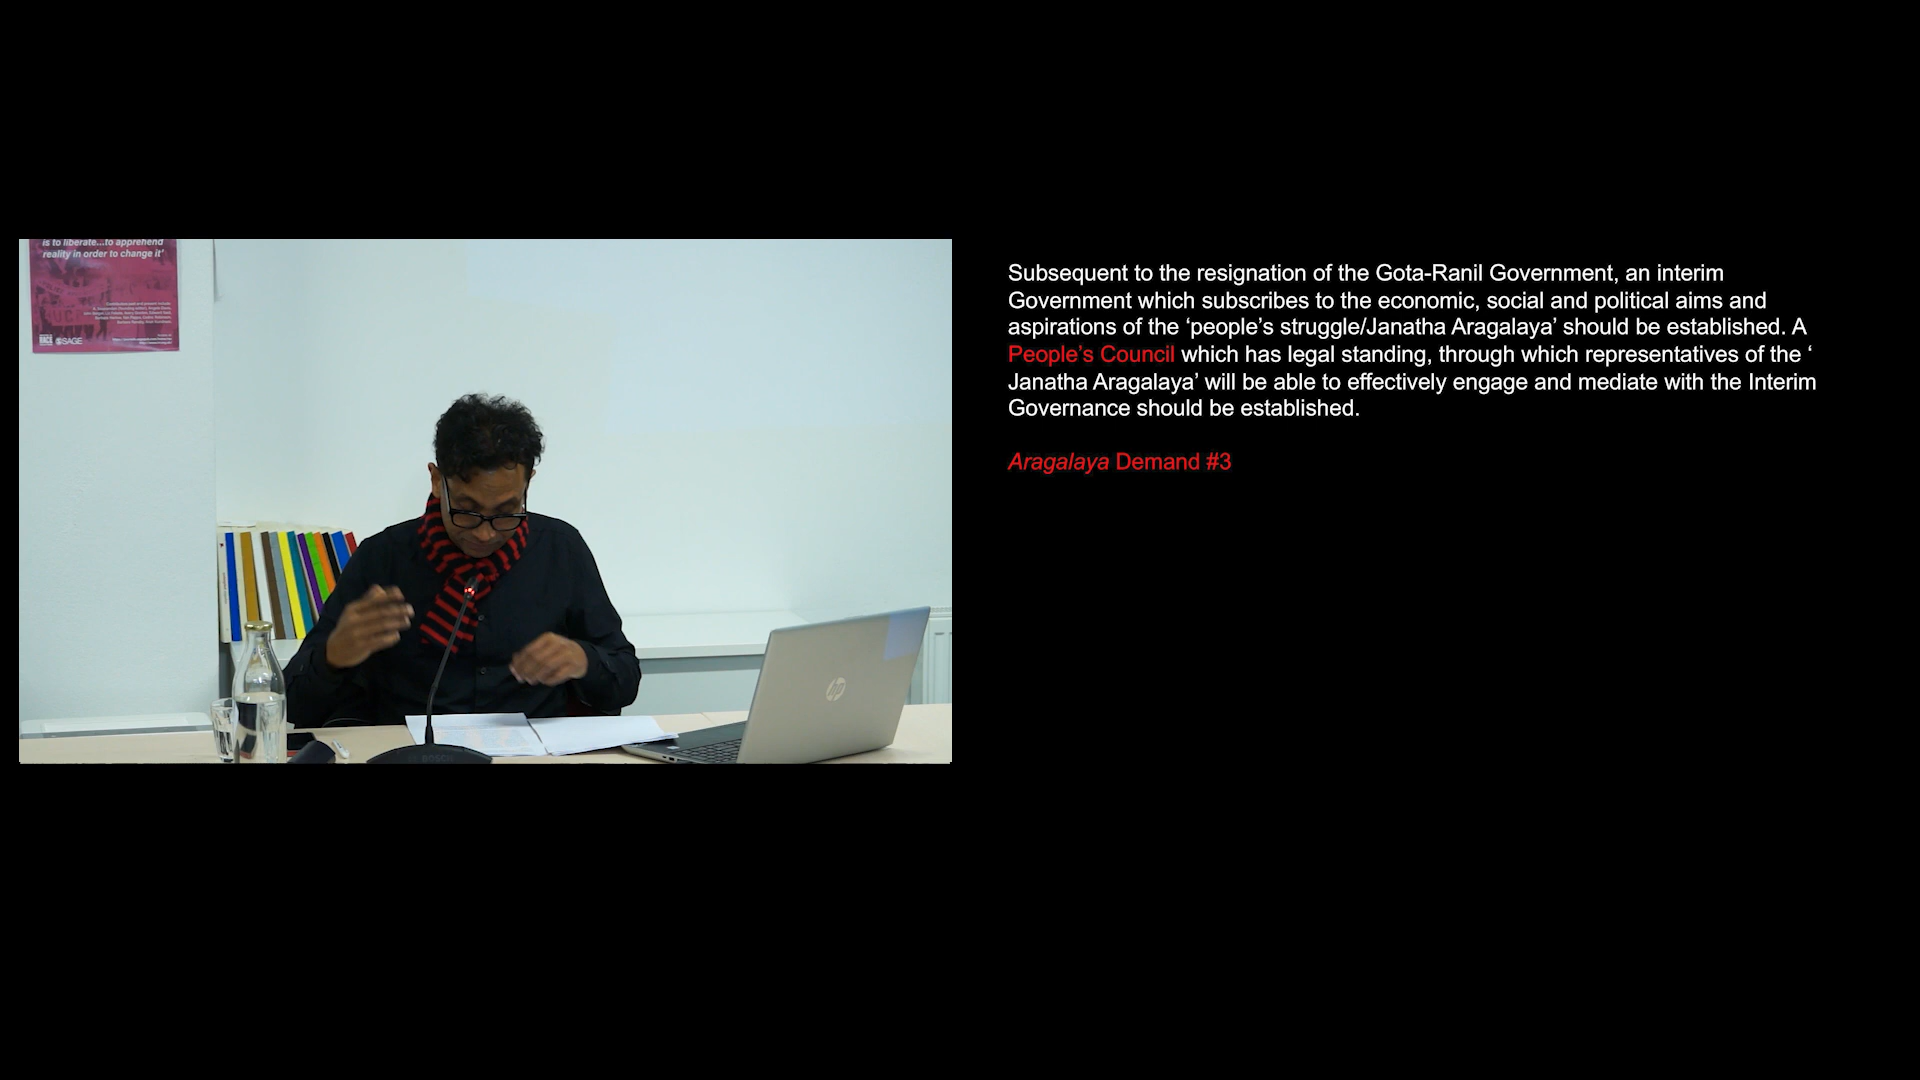 is to liberate...to apprehend
reality in order to change it'
SAGE
hp
BOSCH
Subsequent to the resignation of the Gota-Ranil Government, an interim
Government which subscribes to the economic, social and political aims and
aspirations of the ‘people’s struggle/Janatha Aragalaya’ should be established. A
People’s Council which has legal standing, through which representatives of the ‘
Janatha Aragalaya’ will be able to effectively engage and mediate with the Interim
Governance should be established.
Aragalaya Demand #3